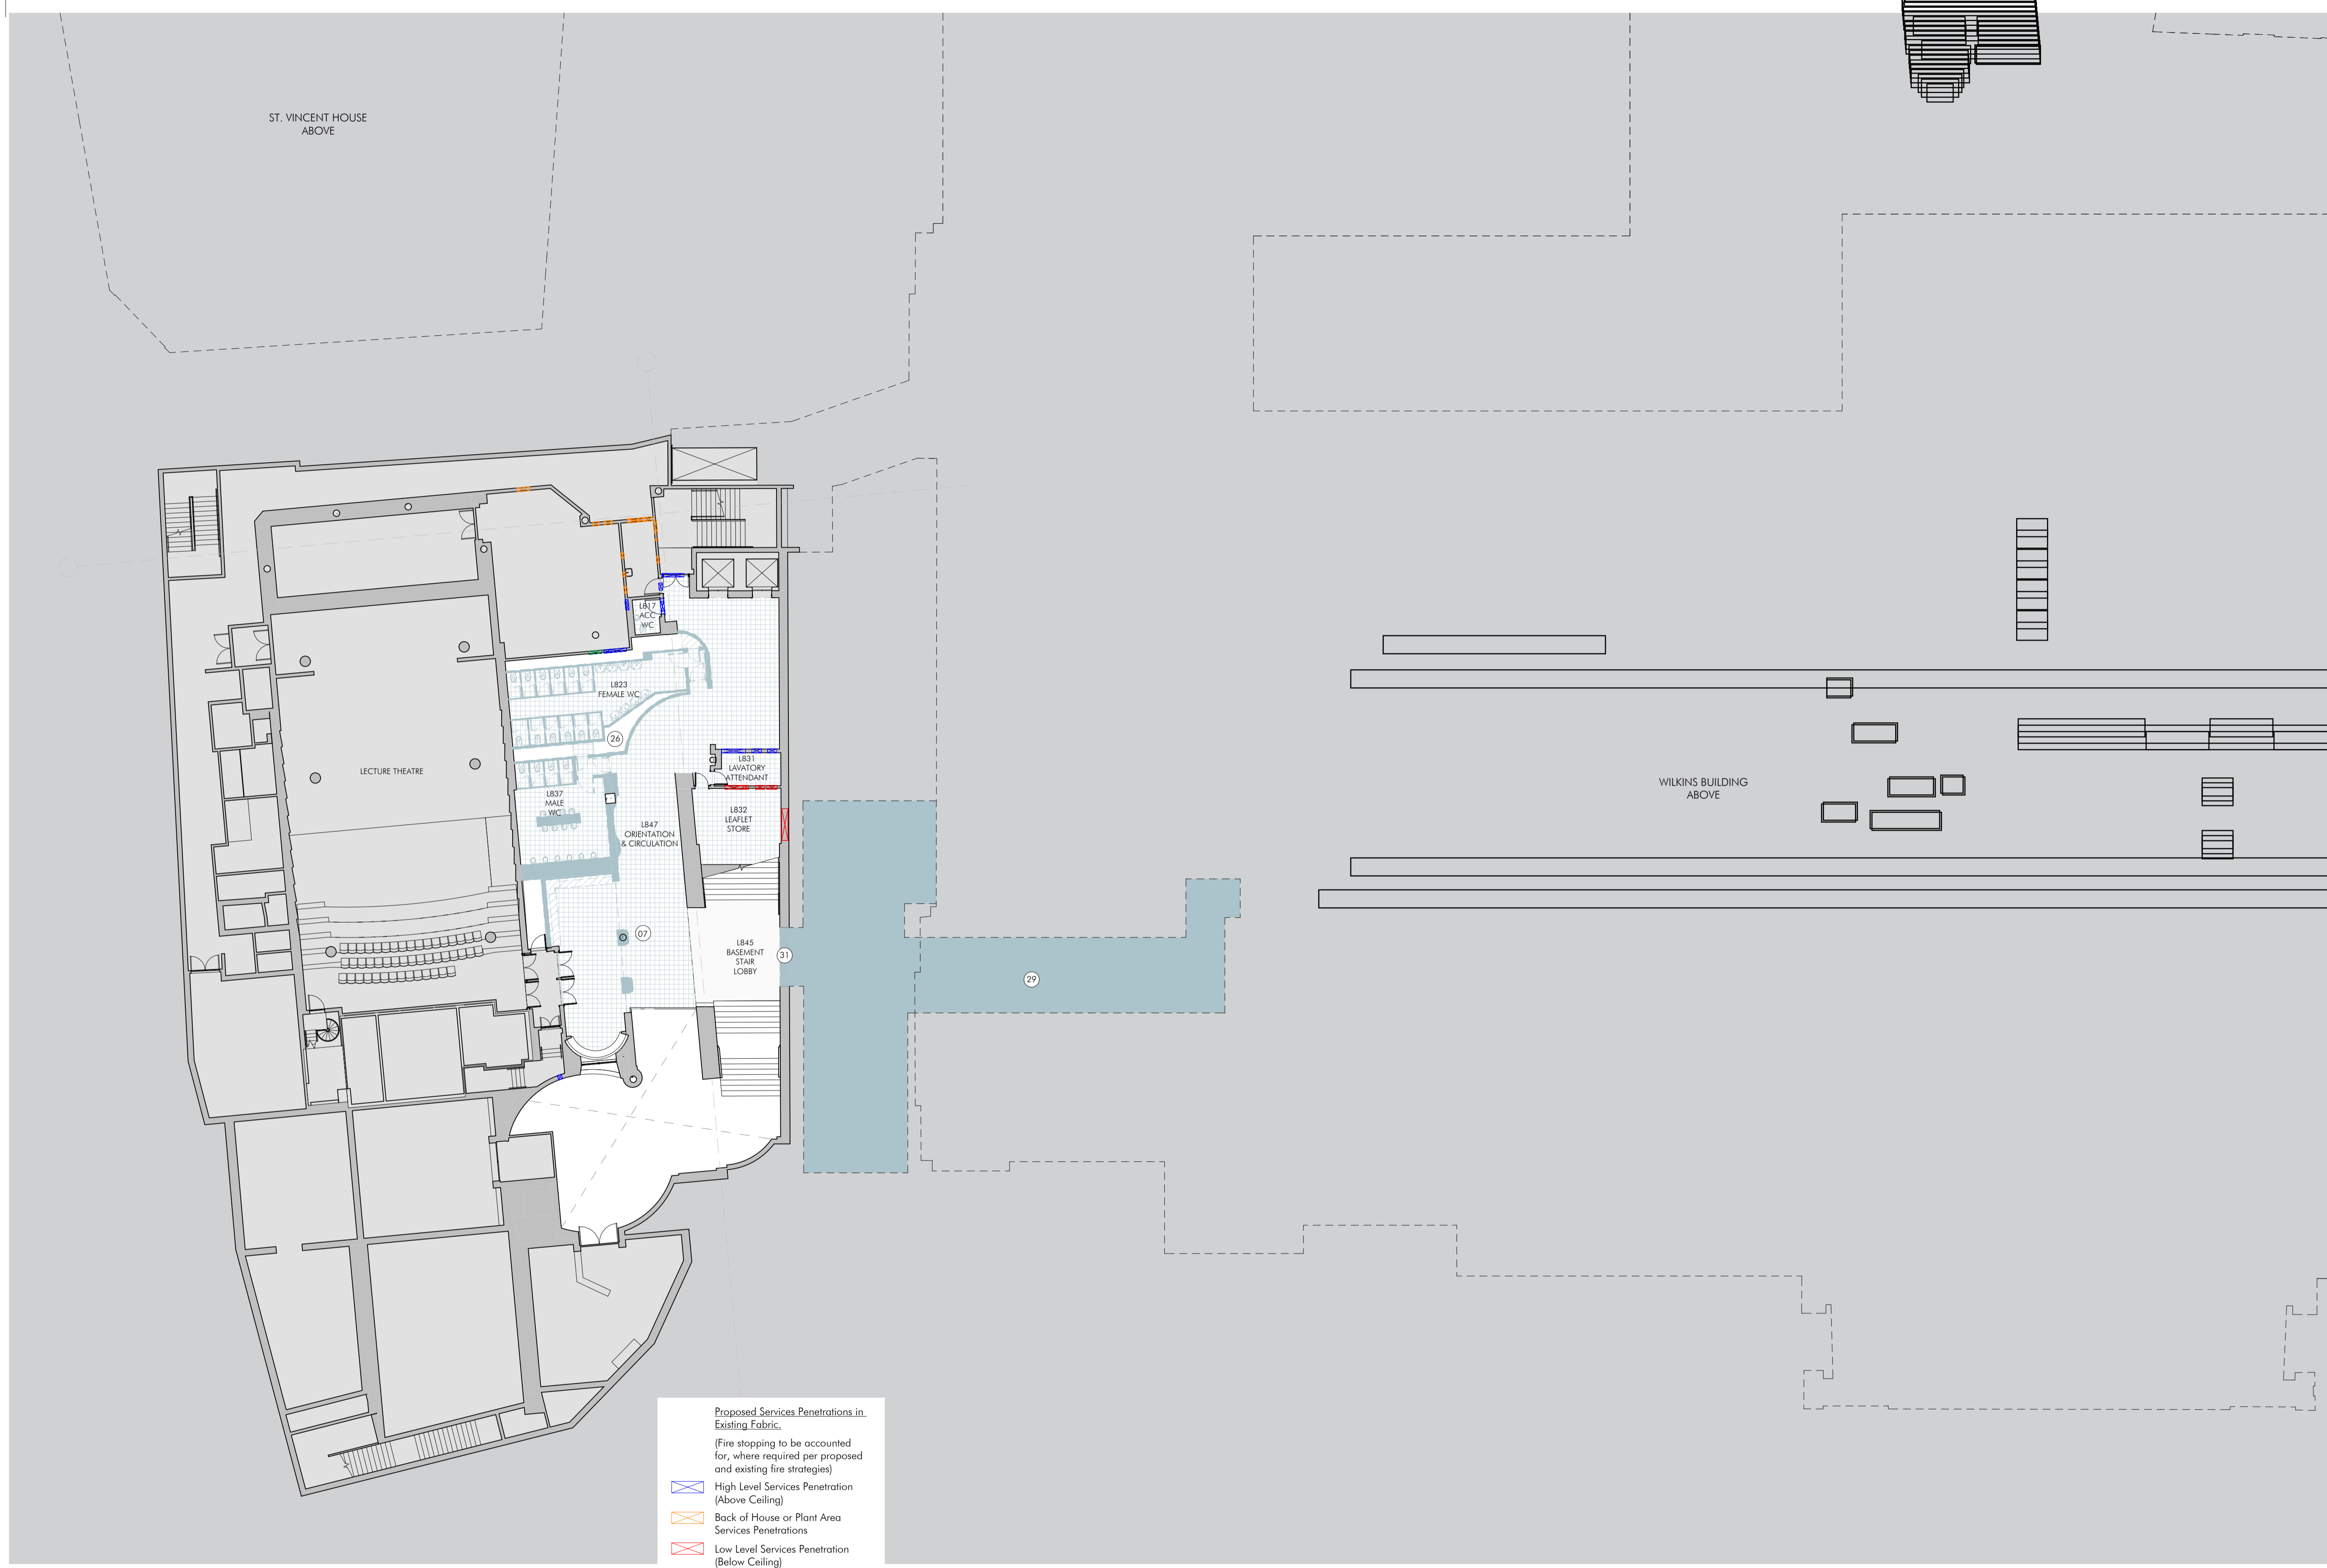 ST. VINCENT HOUSE
ABOVE
L817
ACC
WC
L823
FEMALE WC
26
L831
LAVATORY
ATTENDANT
LECTURE THEATRE
L837
MALE
WC
L832
LEAFLET
STORE
L847
ORIENTATION
& CIRCULATION
WILKINS BUILDING
ABOVE
07
L845
BASEMENT
STAIR
LOBBY
31
29
Proposed Services Penetrations in
Existing Fabric.
(Fire stopping to be accounted
for, where required per proposed
and existing fire strategies)
High Level Services Penetration
(Above Ceiling)
Back of House or Plant Area
Services Penetrations
Low Level Services Penetration
(Below Ceiling)